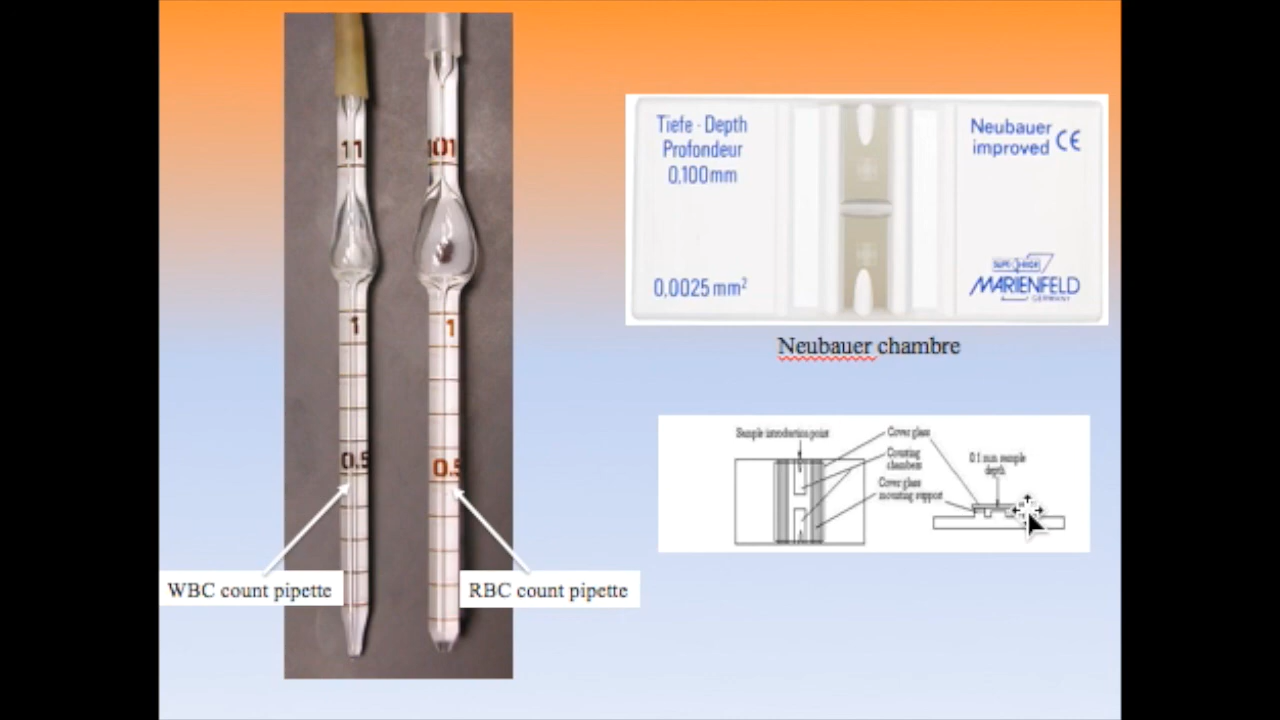 11
101
1
1
0.5
0.5
WBC count pipette
RBC count pipette
Tiefe · Depth
Profondeur
0,100mm
0,0025 mm²
Neubauer
improved CE
MARIENFELD
GERMANY
Neubauer chambre
Sample introduction point
Cover glass
Counting
chambers
Cover glass
mounting support
0.1 mm sample
depth